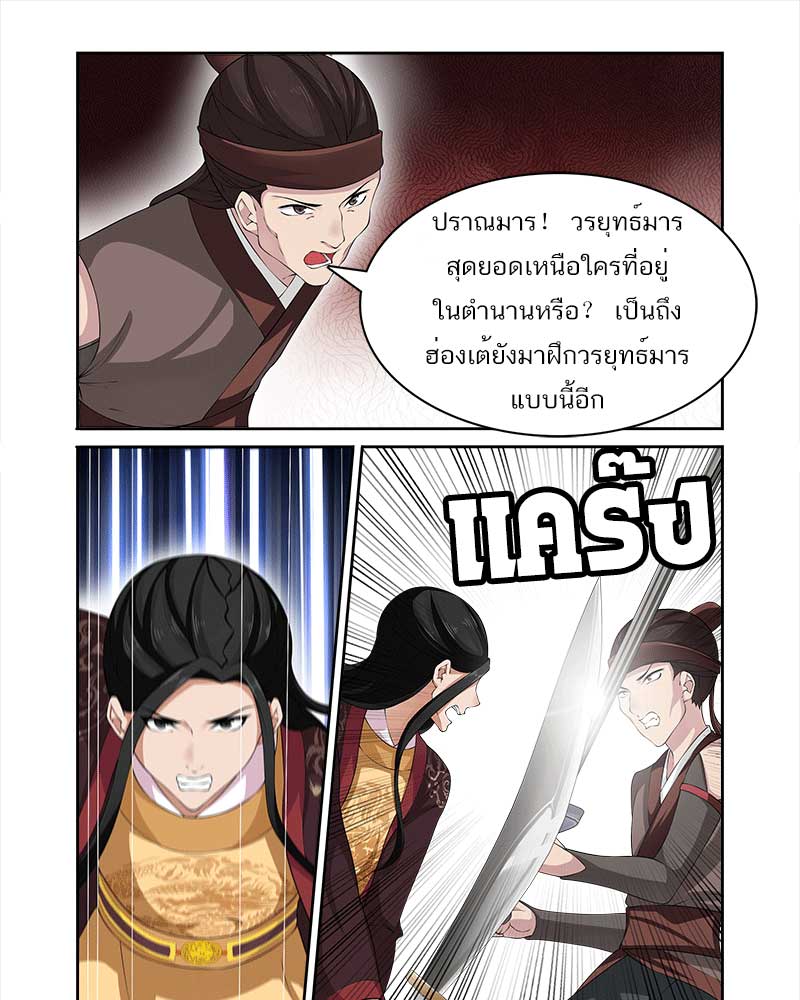 ปราณมาร! วรยุทธ์มาร
สุดยอดเหนือใครที่อยู่
ในตำนานหรือ? เป็นถึง
ฮ่องเต้ยังมาฝึกวรยุทธ์มาร
แบบนี้อีก
แคร๊ป